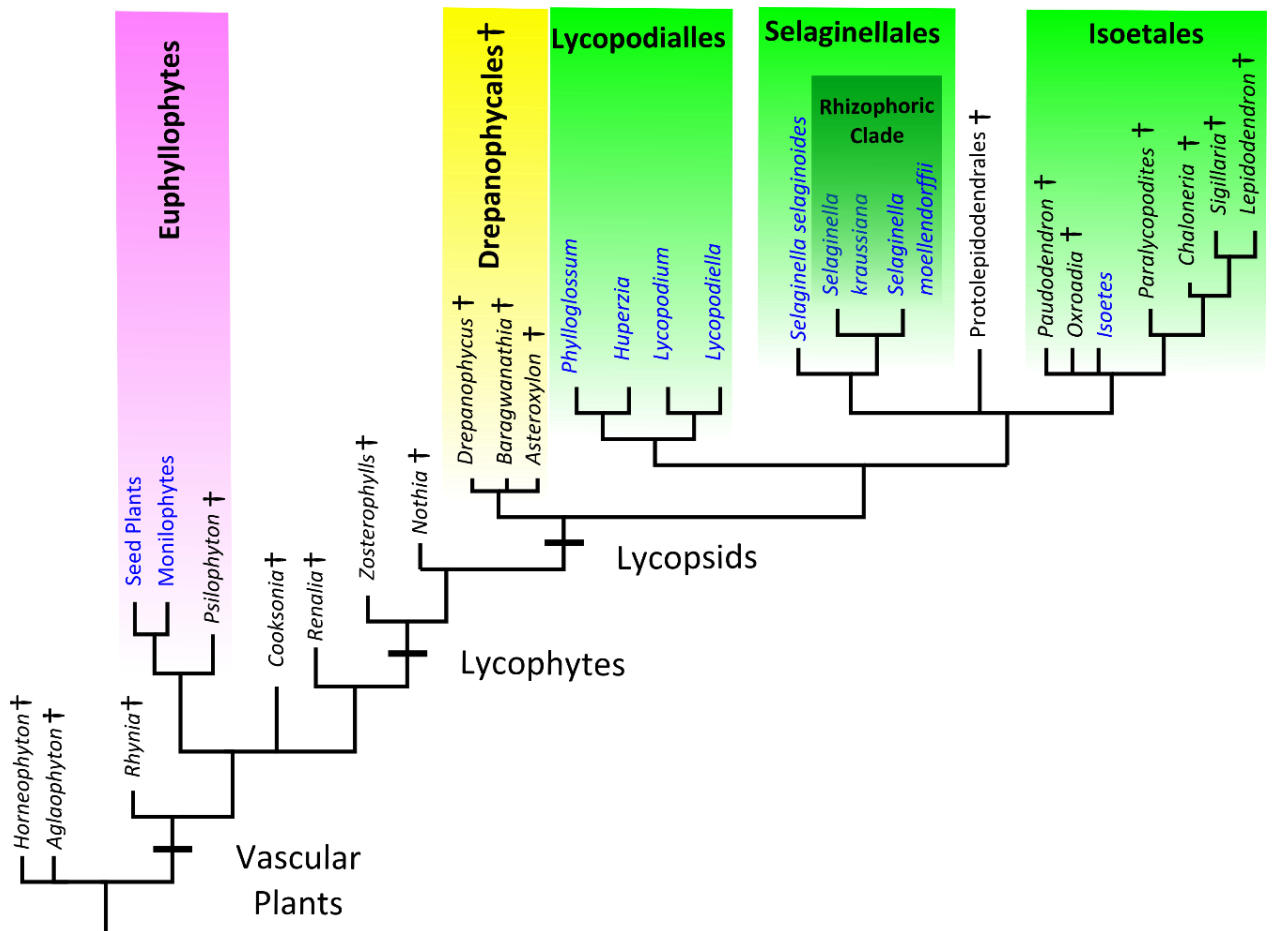 Euphyllophytes
Drepanophycales†
Lycopodialles
Selaginellales
Isoetales
Rhizophoric
Clade
Horneophyton†
Aglaophyton†
Rhynia†
Seed Plants
Monilophytes
Psilophyton †
Cooksonia†
Renalia†
Zosterophylls†
Nothia †
Drepanophycus †
Baragwanathia †
Asteroxylon †
Phylloglossum
Huperzia
Lycopodium
Lycopodiella
Selaginella selaginoides
Selaginella
kraussiana
Selaginella
moellendorffii
Protolepidodendrales †
Paudodendron †
Oxroadia †
Isoetes
Paralycopodites †
Chaloneria †
Sigillaria†
Lepidodendron †
Lycopsids
Lycophytes
Vascular
Plants